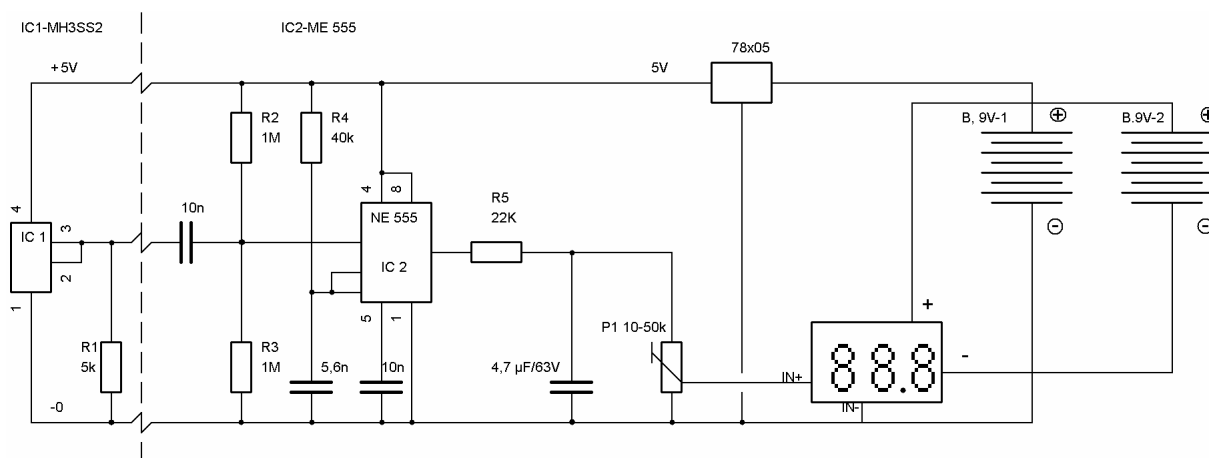 IC1-MH3SS2
IC2-ME 555
78x05
+5V
5V
B, 9V-1
B.9V-2
R2
1M
R4
40k
4
8
10n
R5
22K
NE 555
4
3
IC 1
2
1
IC 2
5
1
+
P1 10-50k
R1
5k
R3
1M
5,6n
10n
4,7 µF/63V
88.8
-
IN+
IN-
-0